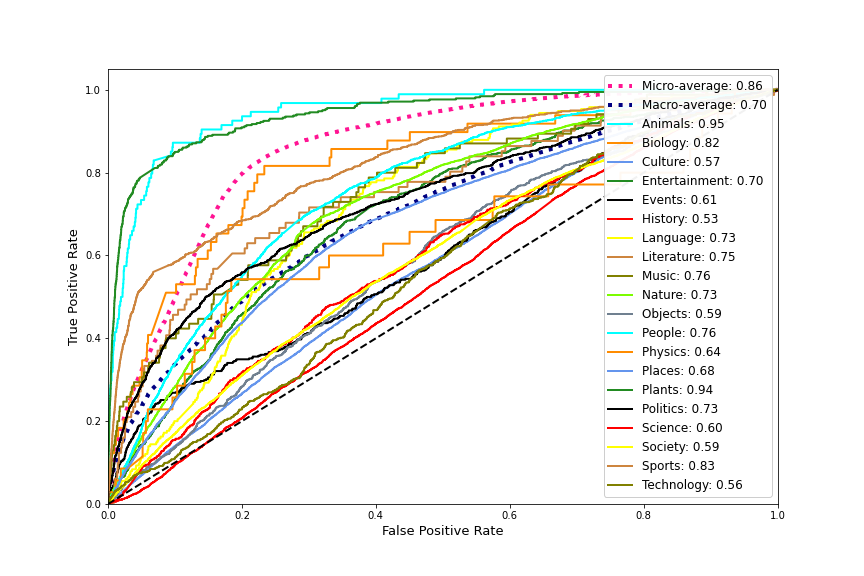 1.0
0.8
0.6
0.4
0.2
0.0
True Positive Rate
0.0 0.2 0.4 0.6 0.8 1.0
False Positive Rate
Micro-average: 0.86
Macro-average: 0.70
Animals: 0.95
Biology: 0.82
Culture: 0.57
Entertainment: 0.70
Events: 0.61
History: 0.53
Language: 0.73
Literature: 0.75
Music: 0.76
Nature: 0.73
Objects: 0.59
People: 0.76
Physics: 0.64
Places: 0.68
Plants: 0.94
Politics: 0.73
Science: 0.60
Society: 0.59
Sports: 0.83
Technology: 0.56